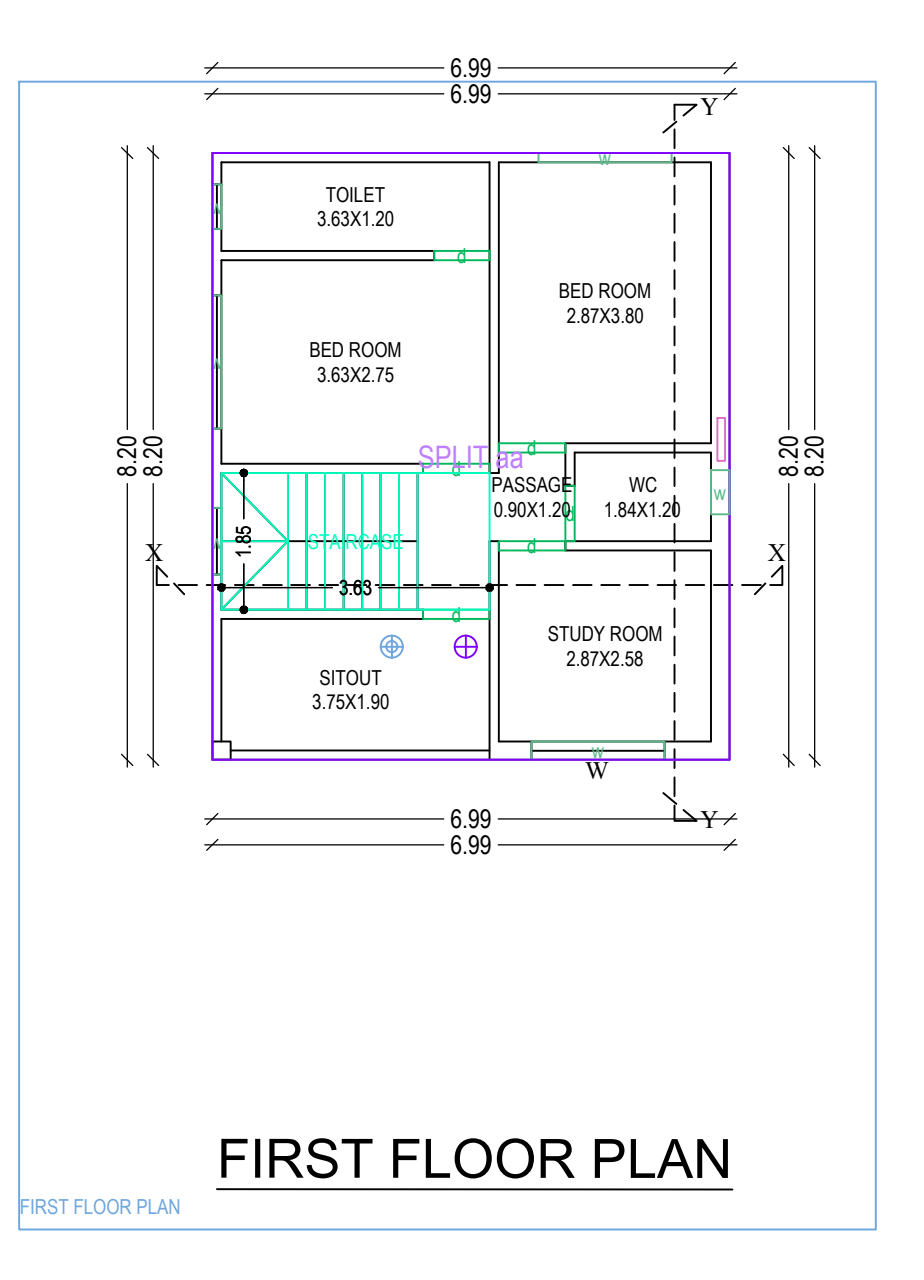 6.99
6.99
Y
W
TOILET
3.63X1.20
d
BED ROOM
2.87X3.80
BED ROOM
3.63X2.75
8.20
8.20
8.20
8.20
SPLIT aa
d
d
PASSAGE
0.90X1.20
WC
1.84X1.20
W
d
1.85
STAIRCASE
d
X
X
3.63
d
STUDY ROOM
2.87X2.58
SITOUT
3.75X1.90
W
W
6.99
Y
6.99
FIRST FLOOR PLAN
FIRST FLOOR PLAN